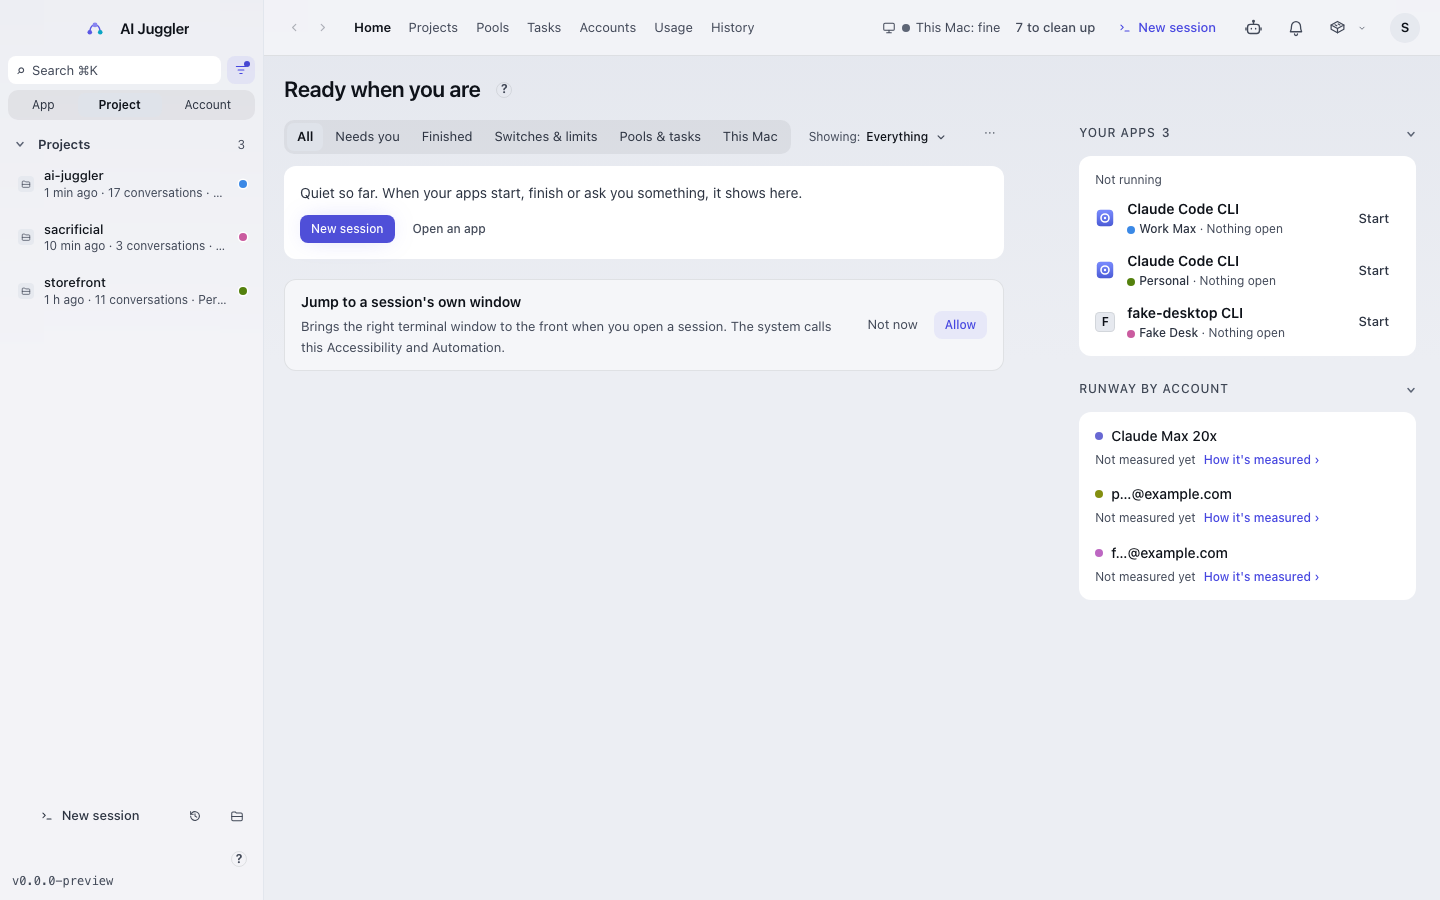 AI Juggler
Search ⌘K
App Project Account
Projects 3
ai-juggler
1 min ago · 17 conversations · ...
sacrificial
10 min ago · 3 conversations · ...
storefront
1 h ago · 11 conversations · Per...
New session
?
v0.0.0-preview
Home Projects Pools Tasks Accounts Usage History
This Mac: fine 7 to clean up New session S
Ready when you are ?
All Needs you Finished Switches & limits Pools & tasks This Mac Showing: Everything ...
Quiet so far. When your apps start, finish or ask you something, it shows here.
New session Open an app
Jump to a session's own window
Brings the right terminal window to the front when you open a session. The system calls
this Accessibility and Automation.
Not now Allow
YOUR APPS 3
Not running
Claude Code CLI
Work Max · Nothing open
Start
Claude Code CLI
Personal · Nothing open
Start
F
fake-desktop CLI
Fake Desk · Nothing open
Start
RUNWAY BY ACCOUNT
Claude Max 20x
Not measured yet How it's measured ›
p...@example.com
Not measured yet How it's measured ›
f...@example.com
Not measured yet How it's measured ›